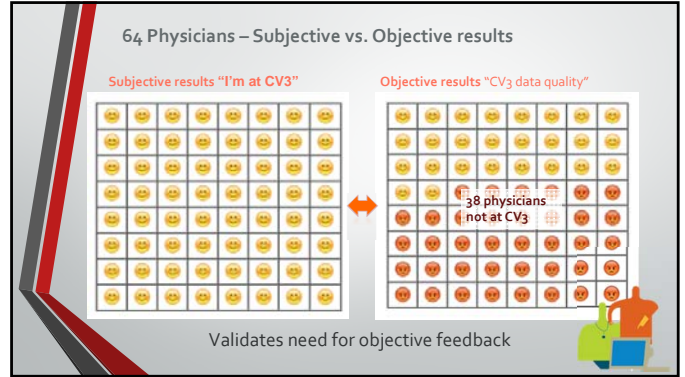 64 Physicians – Subjective vs. Objective results
Subjective results "I'm at CV3"
Objective results "CV3 data quality"
38 physicians
not at CV3
Validates need for objective feedback